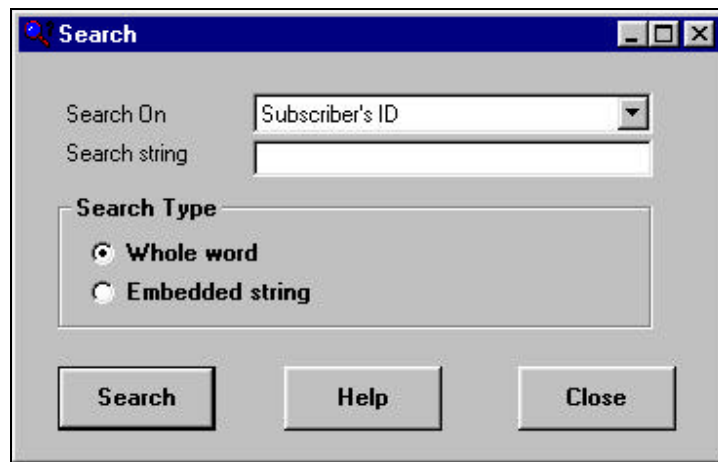 Search
Search On Subscriber's ID
Search string
Search Type
Whole word
Embedded string
Search Help Close